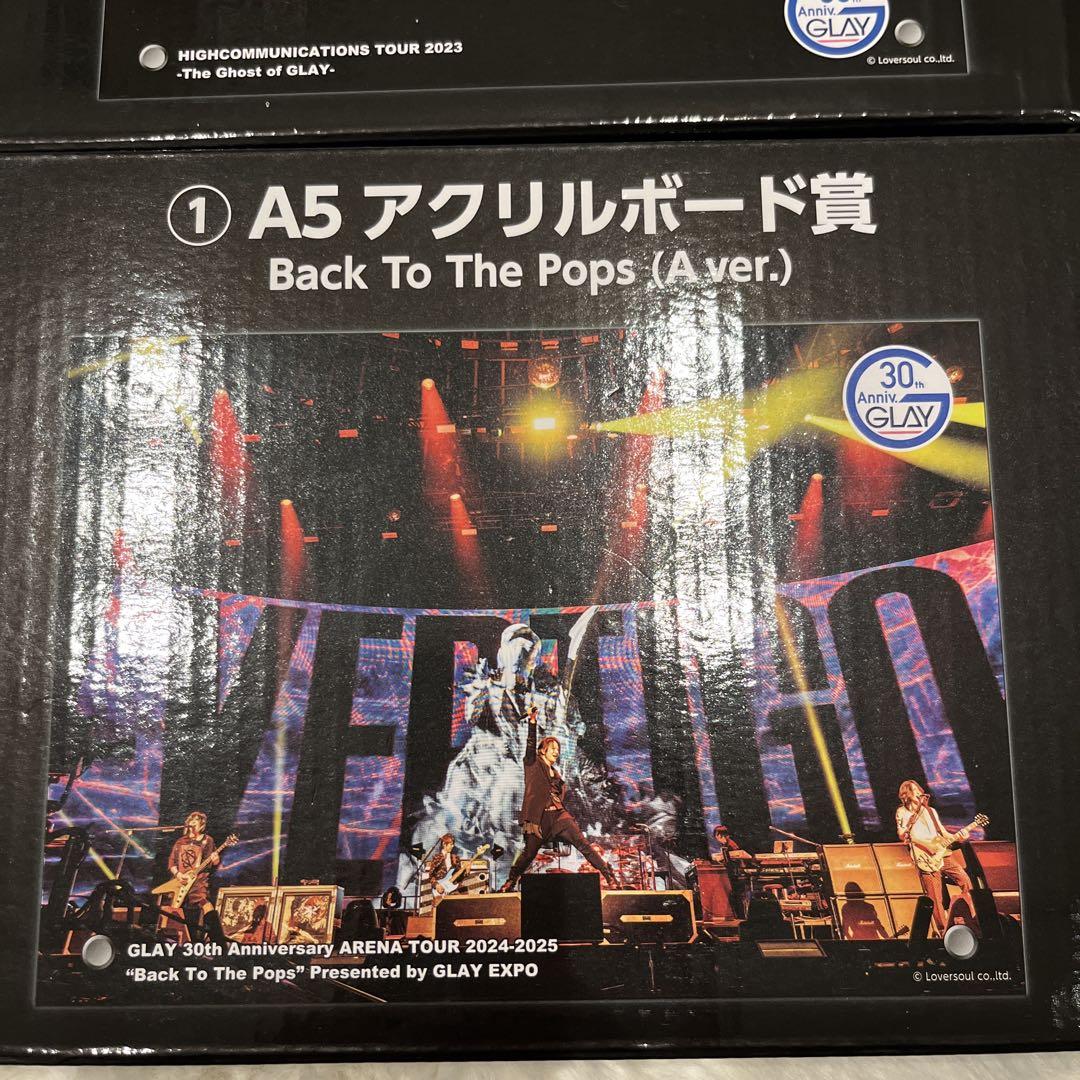 HIGHCOMMUNICATIONS TOUR 2023
-The Ghost of GLAY-
Anniv.
GLAY
© Loversoul co.,ltd.
① A5 アクリルボード賞
Back To The Pops (A ver.)
30th
Anniv.
GLAY
VERTIGO
GLAY 30th Anniversary ARENA TOUR 2024-2025
“Back To The Pops” Presented by GLAY EXPO
© Loversoul co.,ltd.